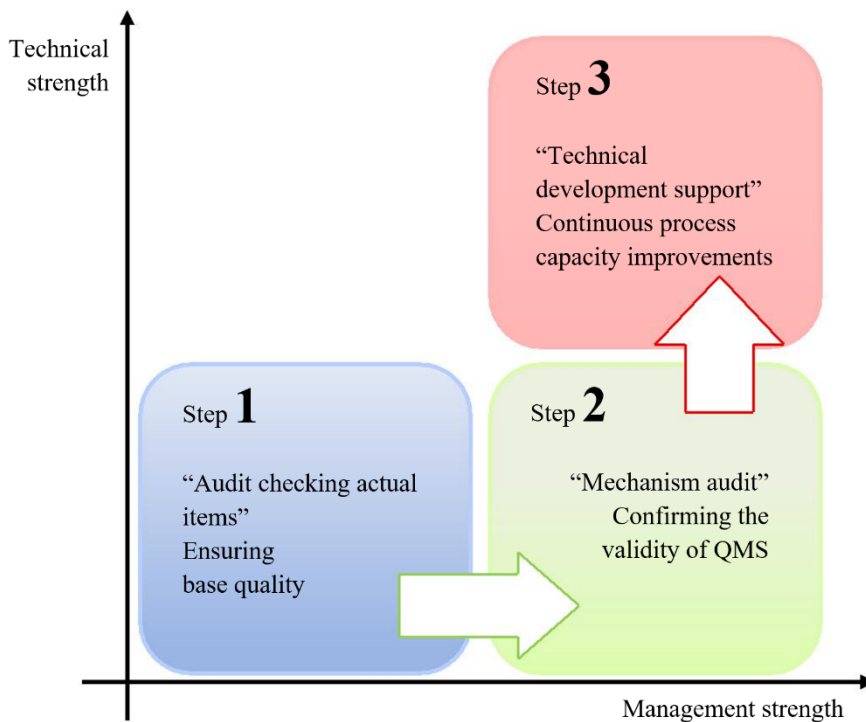 Technical
strength
Step 3
“Technical
development support”
Continuous process
capacity improvements
Step 1
“Audit checking actual
items”
Ensuring
base quality
Step 2
“Mechanism audit”
Confirming the
validity of QMS
Management strength